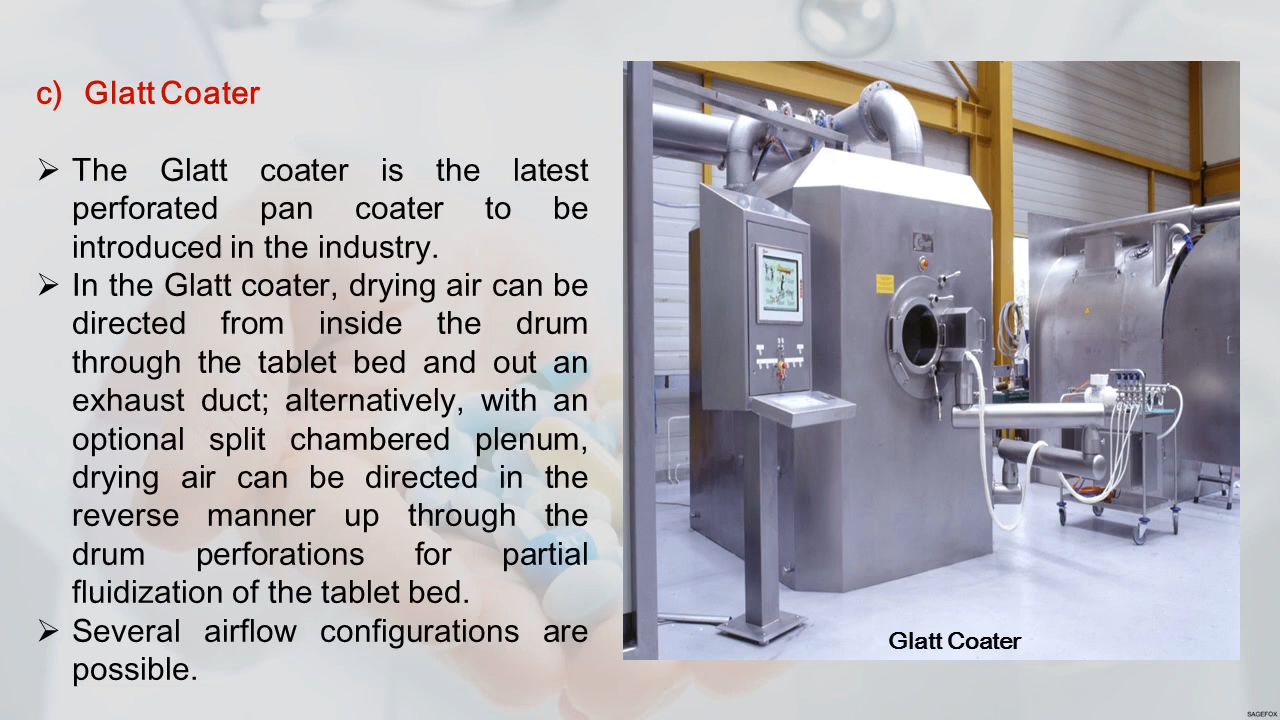 c) Glatt Coater
➢ The Glatt coater is the latest
perforated pan coater to be
introduced in the industry.
➢ In the Glatt coater, drying air can be
directed from inside the drum
through the tablet bed and out an
exhaust duct; alternatively, with an
optional split chambered plenum,
drying air can be directed in the
reverse manner up through the
drum perforations for partial
fluidization of the tablet bed.
➢ Several airflow configurations are
possible.
Glatt Coater
SAGEFOX